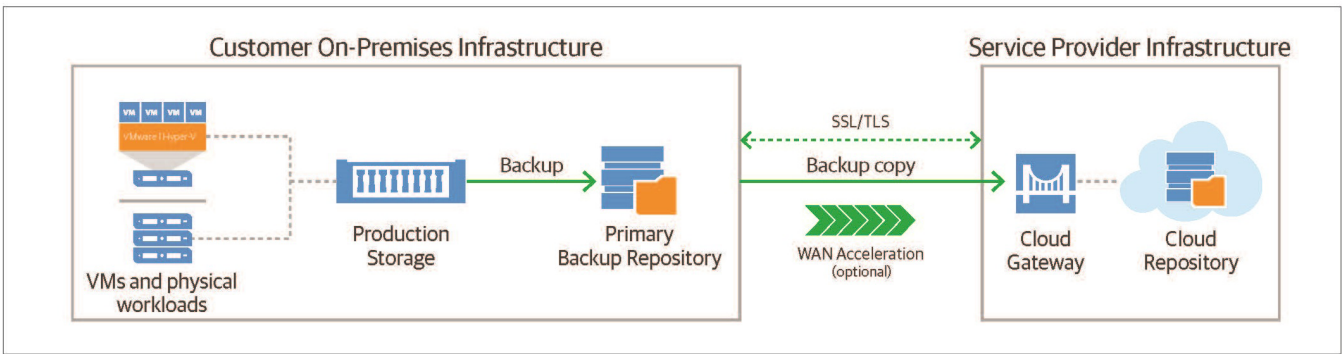 Customer On-Premises Infrastructure
Service Provider Infrastructure
VM VM VM VM
VMware | Hyper-V
SSL/TLS
Backup
Backup copy
Production
Storage
Primary
Backup Repository
WAN Acceleration
(optional)
Cloud
Gateway
Cloud
Repository
VMs and physical
workloads